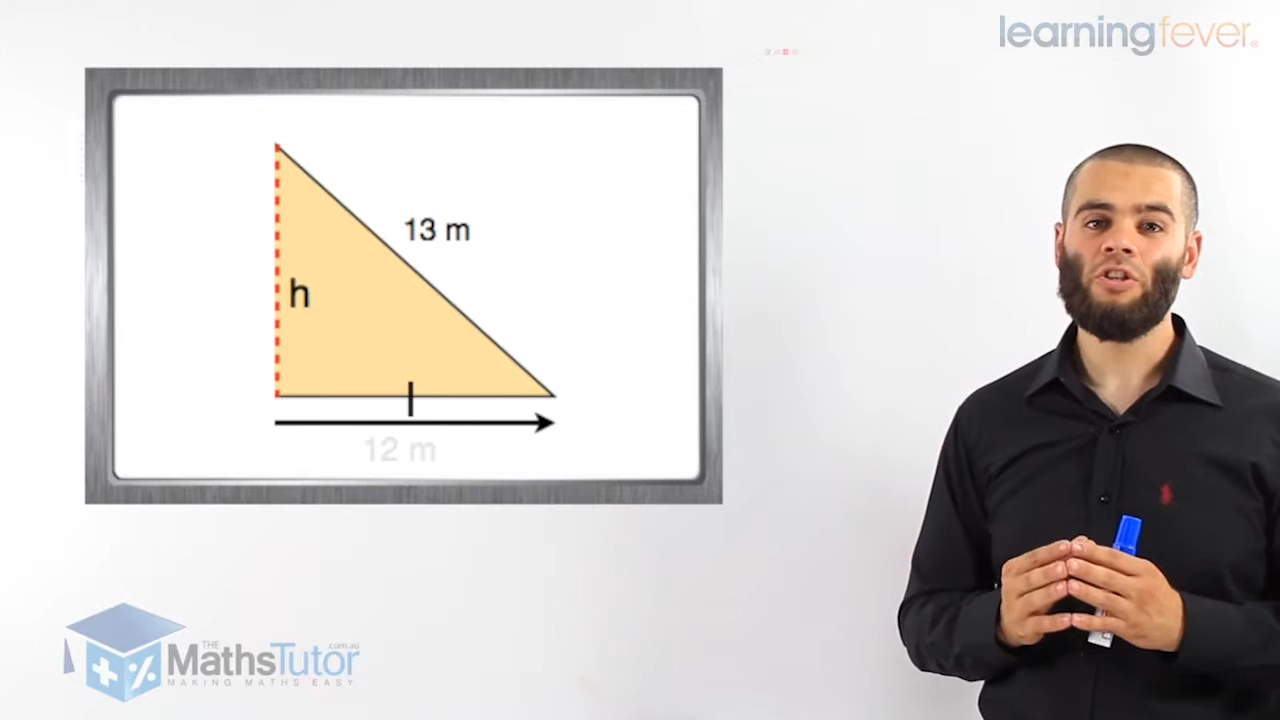 learningfever.
13 m
h
12 m
THE
MathsTutor
.com.au
MAKING MATHS EASY